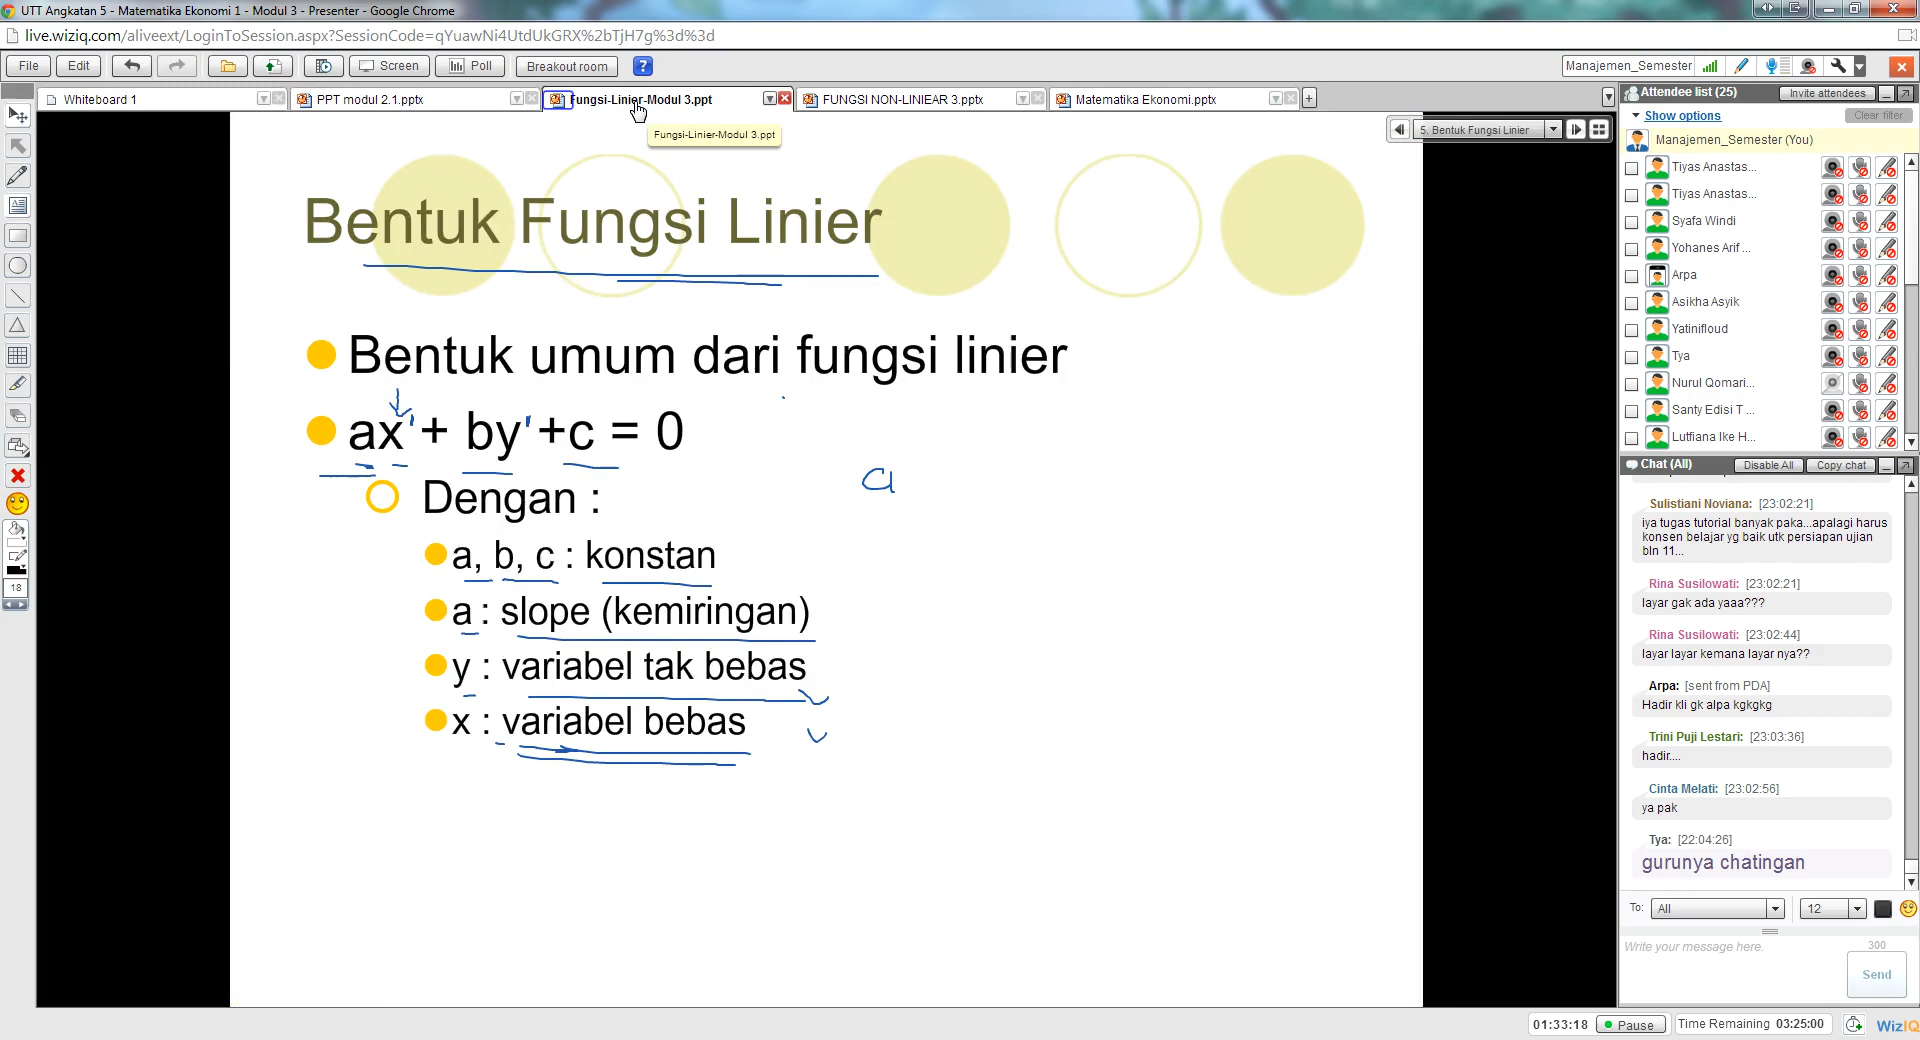 UTT Angkatan 5 - Matematika Ekonomi 1 - Modul 3 - Presenter - Google Chrome
live.wiziq.com/aliveext/LoginToSession.aspx?SessionCode=qYuawNi4UtdUkGRX%2bTjH7g%3d%3d
File Edit Screen Poll Breakout room ? Manajemen_Semester
Whiteboard 1 PPT modul 2.1.pptx Fungsi-Linier-Modul 3.ppt FUNGSI NON-LINIEAR 3.pptx Matematika Ekonomi.pptx +
Fungsi-Linier-Modul 3.ppt
5. Bentuk Fungsi Linier
Bentuk Fungsi Linier
Bentuk umum dari fungsi linier
ax'+ by'+c = 0
a
Dengan :
a, b, c : konstan
a : slope (kemiringan)
y : variabel tak bebas
x : variabel bebas
18
Attendee list (25) Invite attendees
Show options Clear filter
Manajemen_Semester (You)
Tiyas Anastas...
Tiyas Anastas...
Syafa Windi
Yohanes Arif ...
Arpa
Asikha Asyik
Yatinifloud
Tya
Nurul Qomari...
Santy Edisi T ...
Lutfiana Ike H...
Chat (All) Disable All Copy chat
Sulistiani Noviana: [23:02:21]
iya tugas tutorial banyak paka...apalagi harus
konsen belajar yg baik utk persiapan ujian
bln 11...
Rina Susilowati: [23:02:21]
layar gak ada yaaa???
Rina Susilowati: [23:02:44]
layar layar kemana layar nya??
Arpa: [sent from PDA]
Hadir kli gk alpa kgkgkg
Trini Puji Lestari: [23:03:36]
hadir....
Cinta Melati: [23:02:56]
ya pak
Tya: [22:04:26]
gurunya chatingan
To: All 12
Write your message here. 300
Send
01:33:18 Pause Time Remaining 03:25:00 WizIQ